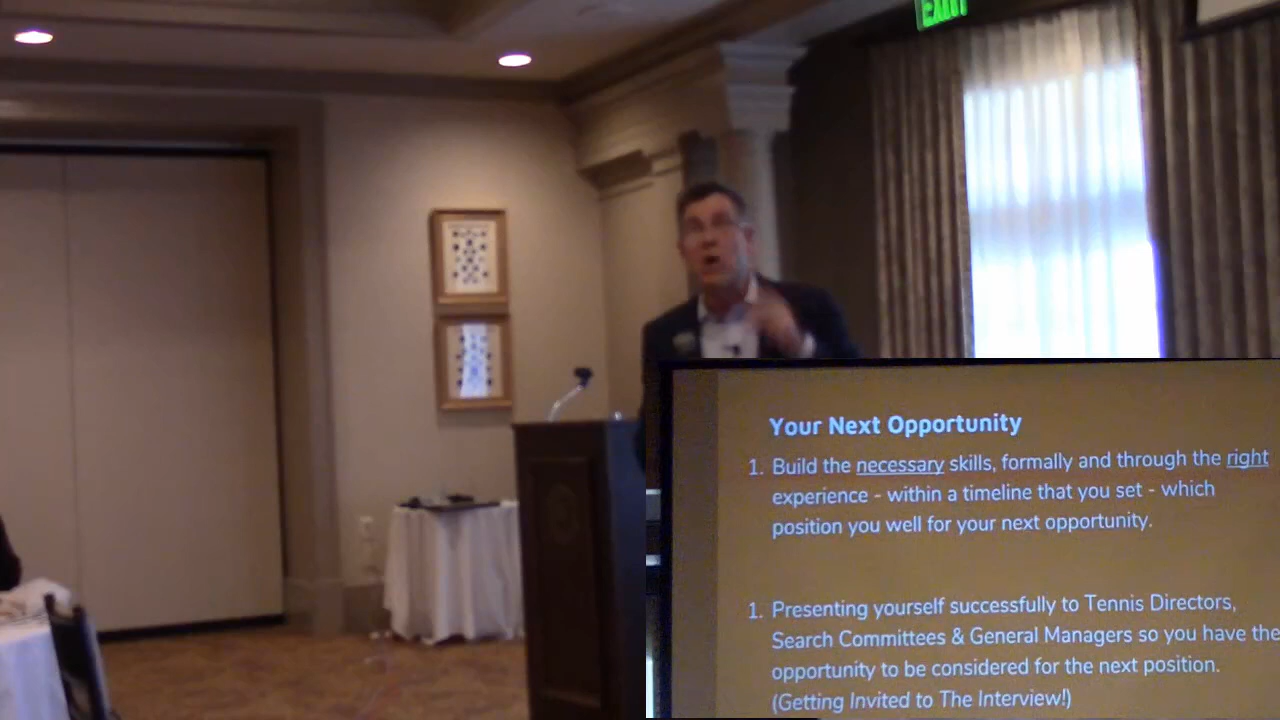 EXIT
Your Next Opportunity
1. Build the necessary skills, formally and through the right
experience - within a timeline that you set - which
position you well for your next opportunity.
1. Presenting yourself successfully to Tennis Directors,
Search Committees & General Managers so you have the
opportunity to be considered for the next position.
(Getting Invited to The Interview!)